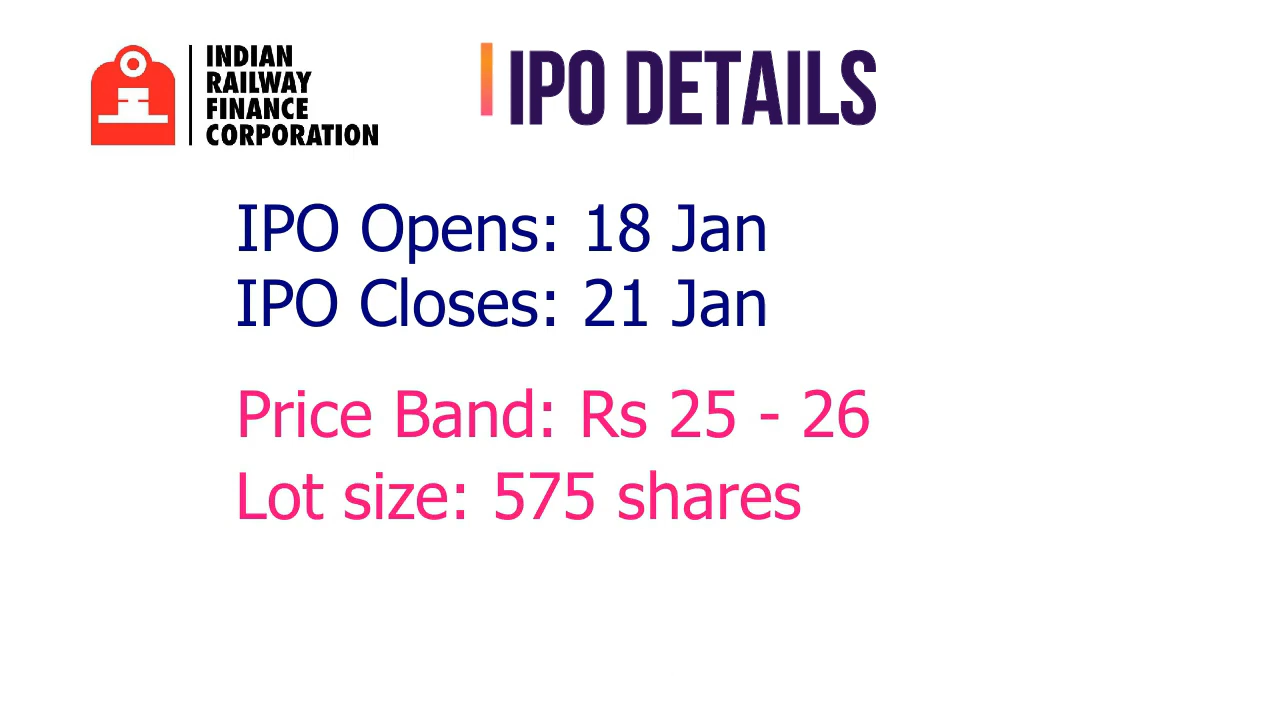 INDIAN
RAILWAY
FINANCE
CORPORATION
IPO DETAILS
IPO Opens: 18 Jan
IPO Closes: 21 Jan
Price Band: Rs 25 - 26
Lot size: 575 shares